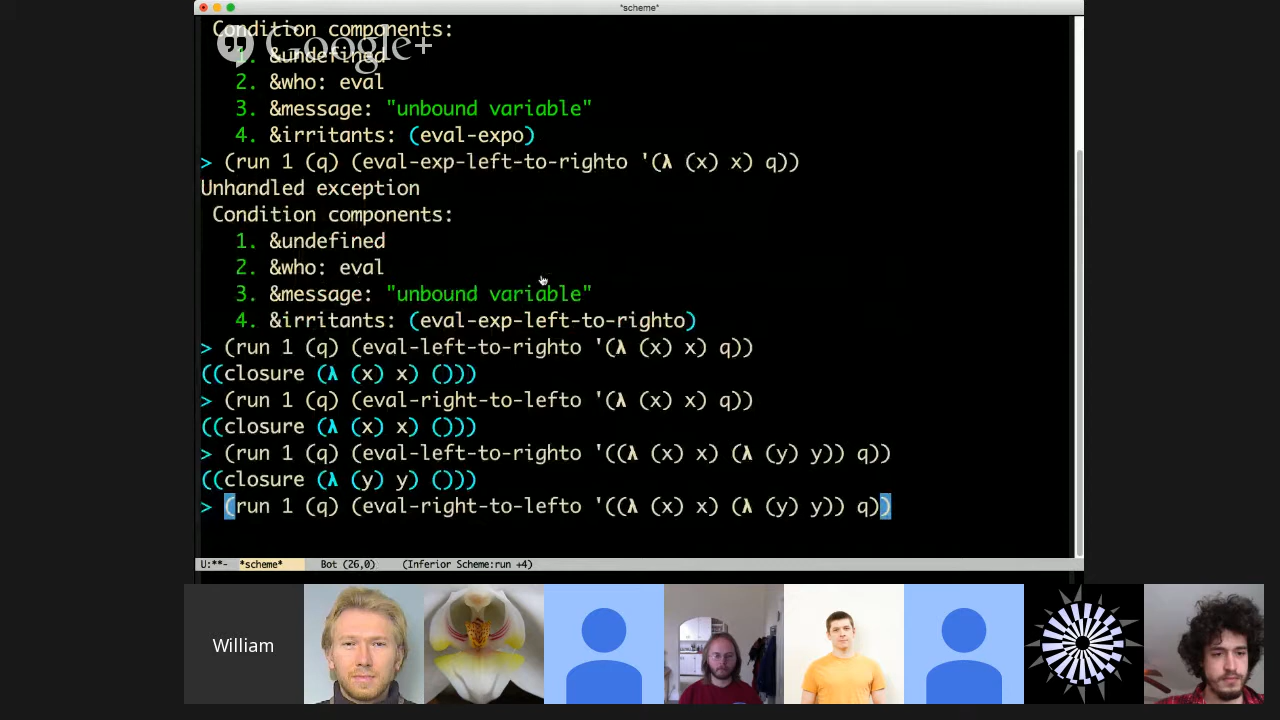 *scheme*
Condition components:
Google+
1. &undefined
2. &who: eval
3. &message: "unbound variable"
4. &irritants: (eval-expo)
> (run 1 (q) (eval-exp-left-to-righto '(λ (x) x) q))
Unhandled exception
Condition components:
1. &undefined
2. &who: eval
3. &message: "unbound variable"
4. &irritants: (eval-exp-left-to-righto)
> (run 1 (q) (eval-left-to-righto '(λ (x) x) q))
((closure (λ (x) x) ()))
> (run 1 (q) (eval-right-to-lefto '(λ (x) x) q))
((closure (λ (x) x) ()))
> (run 1 (q) (eval-left-to-righto '((λ (x) x) (λ (y) y)) q))
((closure (λ (y) y) ()))
> (run 1 (q) (eval-right-to-lefto '((λ (x) x) (λ (y) y)) q))
U:**- *scheme* Bot (26,0) (Inferior Scheme:run +4)
William